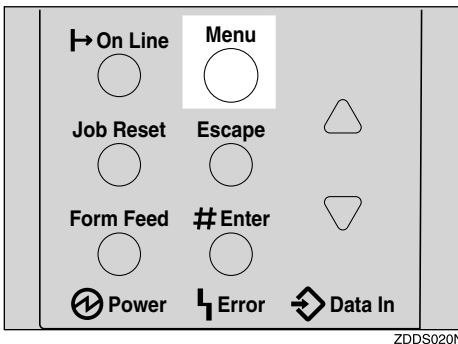 On Line Menu
Job Reset Escape
Form Feed # Enter
Power Error Data In
ZDDS020N